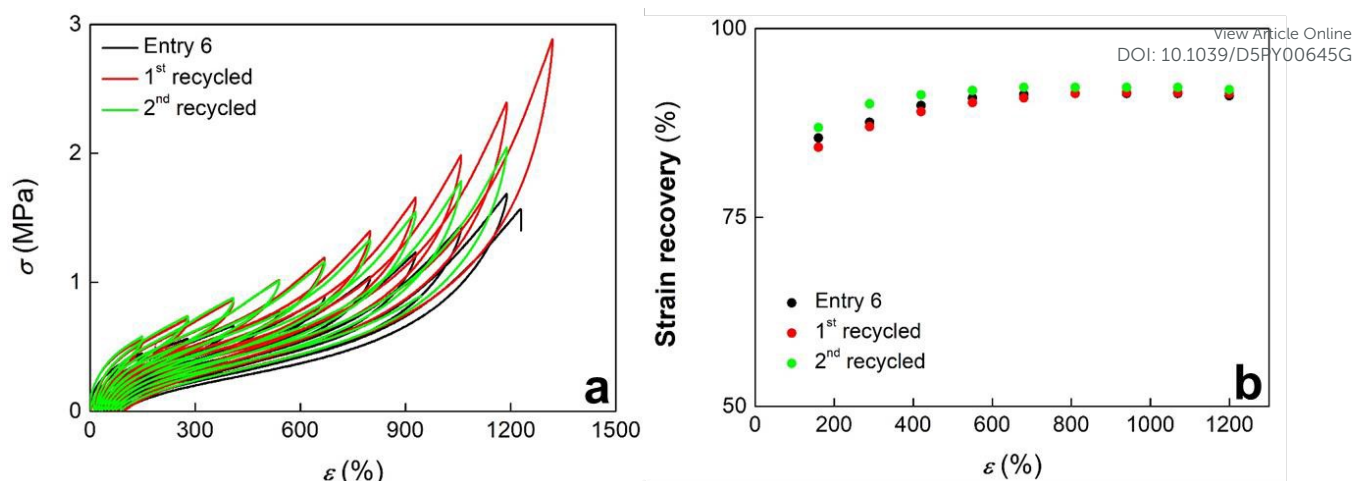 View Article Online
DOI: 10.1039/D5PY00645G
3
2
1
0
σ (MPa)
Entry 6
1st recycled
2nd recycled
a
0 300 600 900 1200 1500
ε (%)
100
75
50
Strain recovery (%)
Entry 6
1st recycled
2nd recycled
b
0 200 400 600 800 1000 1200
ε (%)